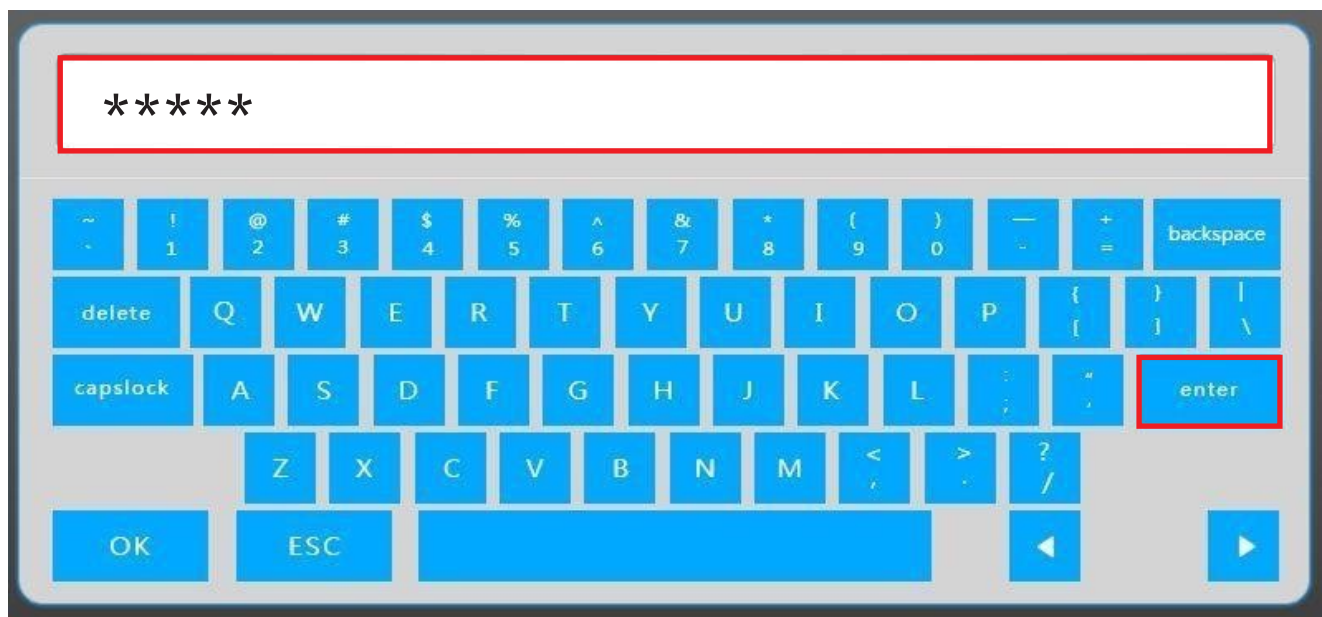 *****
~ ! @ # $ % ^ & * ( ) — +
` 1 2 3 4 5 6 7 8 9 0 - = backspace
delete Q W E R T Y U I O P { [ } ] | \
capslock A S D F G H J K L : ; " , enter
Z X C V B N M < , > . ? /
OK ESC ◀ ▶